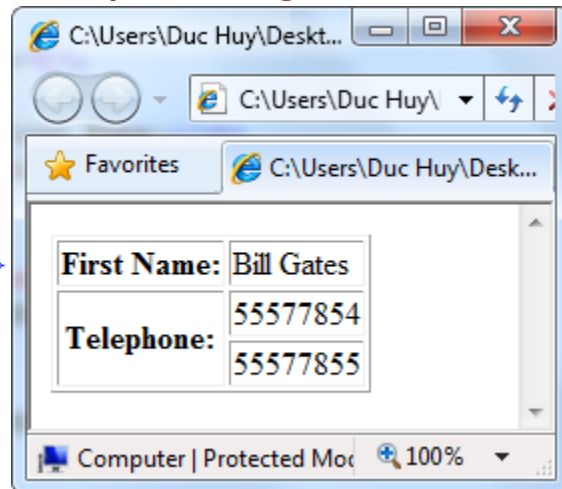 C:\Users\Duc Huy\Deskt...
C:\Users\Duc Huy\
Favorites
C:\Users\Duc Huy\Desk...
First Name: Bill Gates
Telephone: 55577854
55577855
Computer | Protected Mod 100%